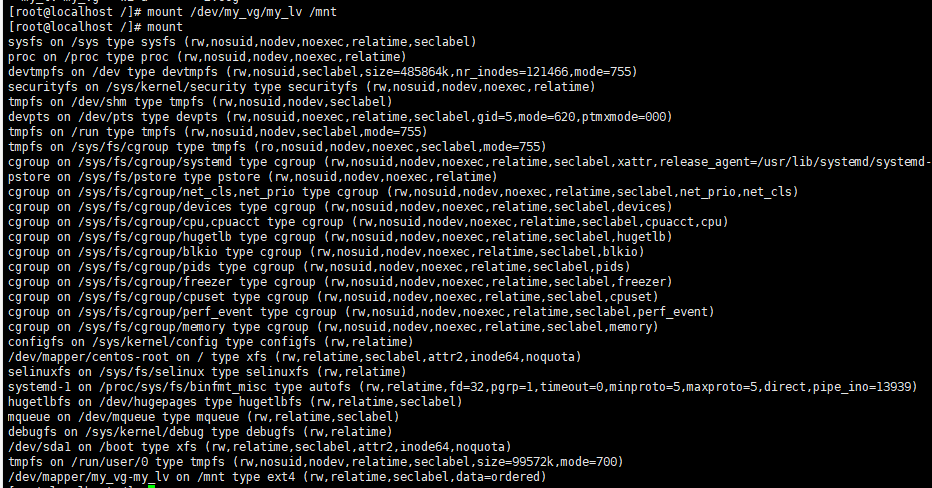 [root@localhost /]# mount /dev/my_vg/my_lv /mnt
[root@localhost /]# mount
sysfs on /sys type sysfs (rw,nosuid,nodev,noexec,relatime,seclabel)
proc on /proc type proc (rw,nosuid,nodev,noexec,relatime)
devtmpfs on /dev type devtmpfs (rw,nosuid,seclabel,size=485864k,nr_inodes=121466,mode=755)
securityfs on /sys/kernel/security type securityfs (rw,nosuid,nodev,noexec,relatime)
tmpfs on /dev/shm type tmpfs (rw,nosuid,nodev,seclabel)
devpts on /dev/pts type devpts (rw,nosuid,noexec,relatime,seclabel,gid=5,mode=620,ptmxmode=000)
tmpfs on /run type tmpfs (rw,nosuid,nodev,seclabel,mode=755)
tmpfs on /sys/fs/cgroup type tmpfs (ro,nosuid,nodev,noexec,seclabel,mode=755)
cgroup on /sys/fs/cgroup/systemd type cgroup (rw,nosuid,nodev,noexec,relatime,seclabel,xattr,release_agent=/usr/lib/systemd/systemd-
pstore on /sys/fs/pstore type pstore (rw,nosuid,nodev,noexec,relatime)
cgroup on /sys/fs/cgroup/net_cls,net_prio type cgroup (rw,nosuid,nodev,noexec,relatime,seclabel,net_prio,net_cls)
cgroup on /sys/fs/cgroup/devices type cgroup (rw,nosuid,nodev,noexec,relatime,seclabel,devices)
cgroup on /sys/fs/cgroup/cpu,cpuacct type cgroup (rw,nosuid,nodev,noexec,relatime,seclabel,cpuacct,cpu)
cgroup on /sys/fs/cgroup/hugetlb type cgroup (rw,nosuid,nodev,noexec,relatime,seclabel,hugetlb)
cgroup on /sys/fs/cgroup/blkio type cgroup (rw,nosuid,nodev,noexec,relatime,seclabel,blkio)
cgroup on /sys/fs/cgroup/pids type cgroup (rw,nosuid,nodev,noexec,relatime,seclabel,pids)
cgroup on /sys/fs/cgroup/freezer type cgroup (rw,nosuid,nodev,noexec,relatime,seclabel,freezer)
cgroup on /sys/fs/cgroup/cpuset type cgroup (rw,nosuid,nodev,noexec,relatime,seclabel,cpuset)
cgroup on /sys/fs/cgroup/perf_event type cgroup (rw,nosuid,nodev,noexec,relatime,seclabel,perf_event)
cgroup on /sys/fs/cgroup/memory type cgroup (rw,nosuid,nodev,noexec,relatime,seclabel,memory)
configfs on /sys/kernel/config type configfs (rw,relatime)
/dev/mapper/centos-root on / type xfs (rw,relatime,seclabel,attr2,inode64,noquota)
selinuxfs on /sys/fs/selinux type selinuxfs (rw,relatime)
systemd-1 on /proc/sys/fs/binfmt_misc type autofs (rw,relatime,fd=32,pgrp=1,timeout=0,minproto=5,maxproto=5,direct,pipe_ino=13939)
hugetlbfs on /dev/hugepages type hugetlbfs (rw,relatime,seclabel)
mqueue on /dev/mqueue type mqueue (rw,relatime,seclabel)
debugfs on /sys/kernel/debug type debugfs (rw,relatime)
/dev/sda1 on /boot type xfs (rw,relatime,seclabel,attr2,inode64,noquota)
tmpfs on /run/user/0 type tmpfs (rw,nosuid,nodev,relatime,seclabel,size=99572k,mode=700)
/dev/mapper/my_vg-my_lv on /mnt type ext4 (rw,relatime,seclabel,data=ordered)